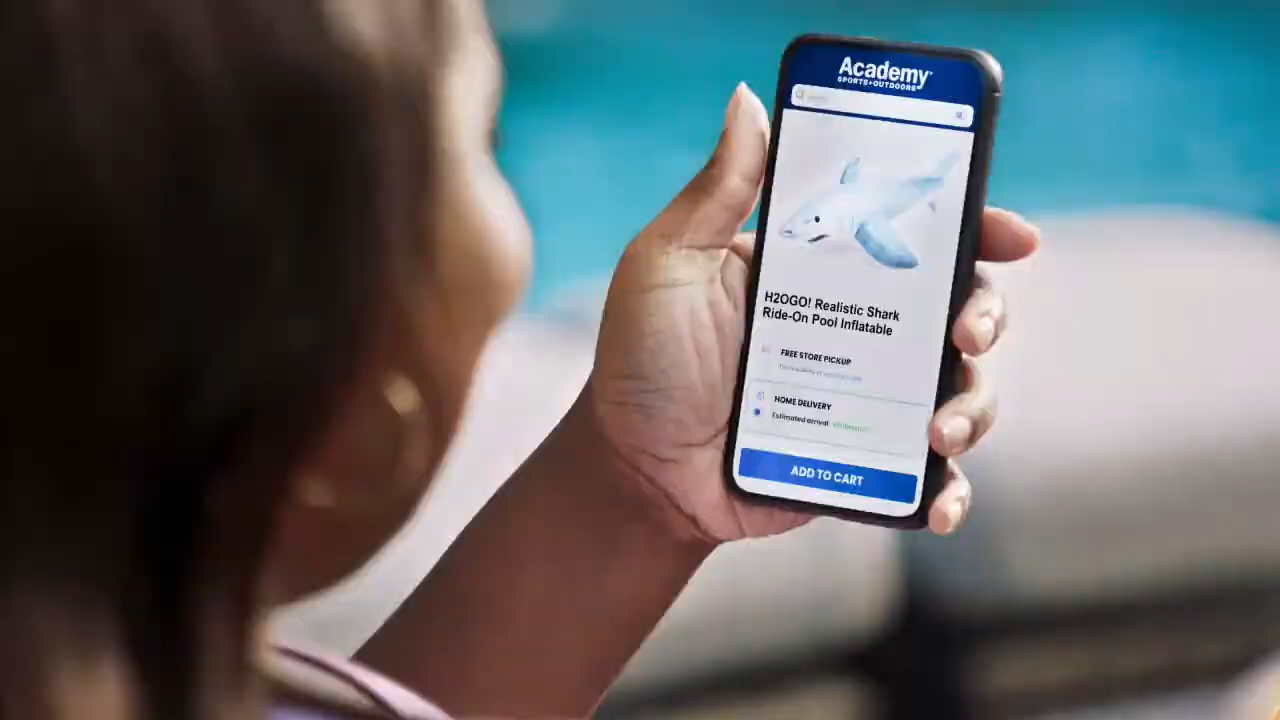 Academy
SPORTS+OUTDOORS
H2OGO! Realistic Shark
Ride-On Pool Inflatable
FREE STORE PICKUP
HOME DELIVERY
Estimated arrival
ADD TO CART